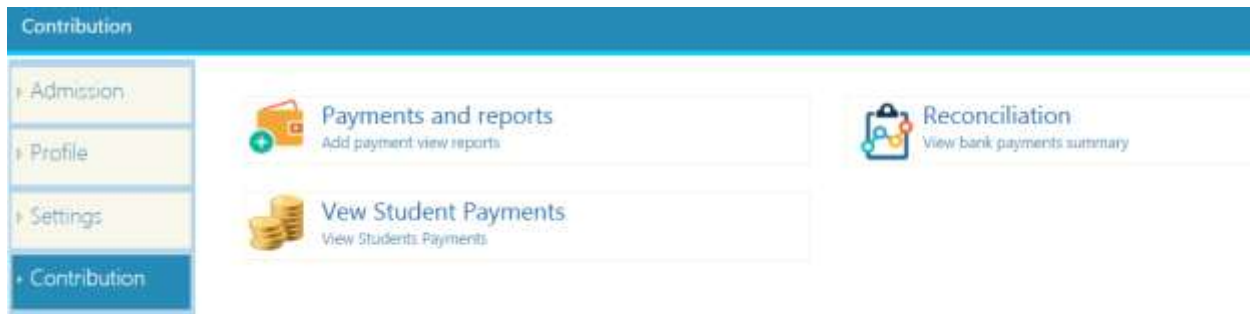 Contribution
Admission
Profile
Settings
Contribution
Payments and reports
Add payment view reports
Reconciliation
View bank payments summary
Vew Student Payments
View Students Payments